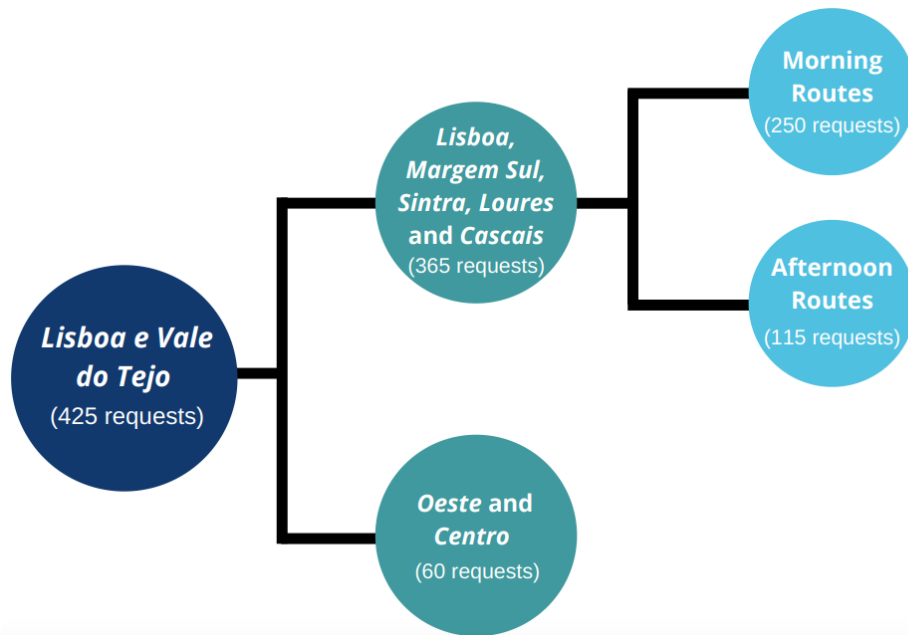 Lisboa e Vale
do Tejo
(425 requests)
Lisboa,
Margem Sul,
Sintra, Loures
and Cascais
(365 requests)
Oeste and
Centro
(60 requests)
Morning
Routes
(250 requests)
Afternoon
Routes
(115 requests)